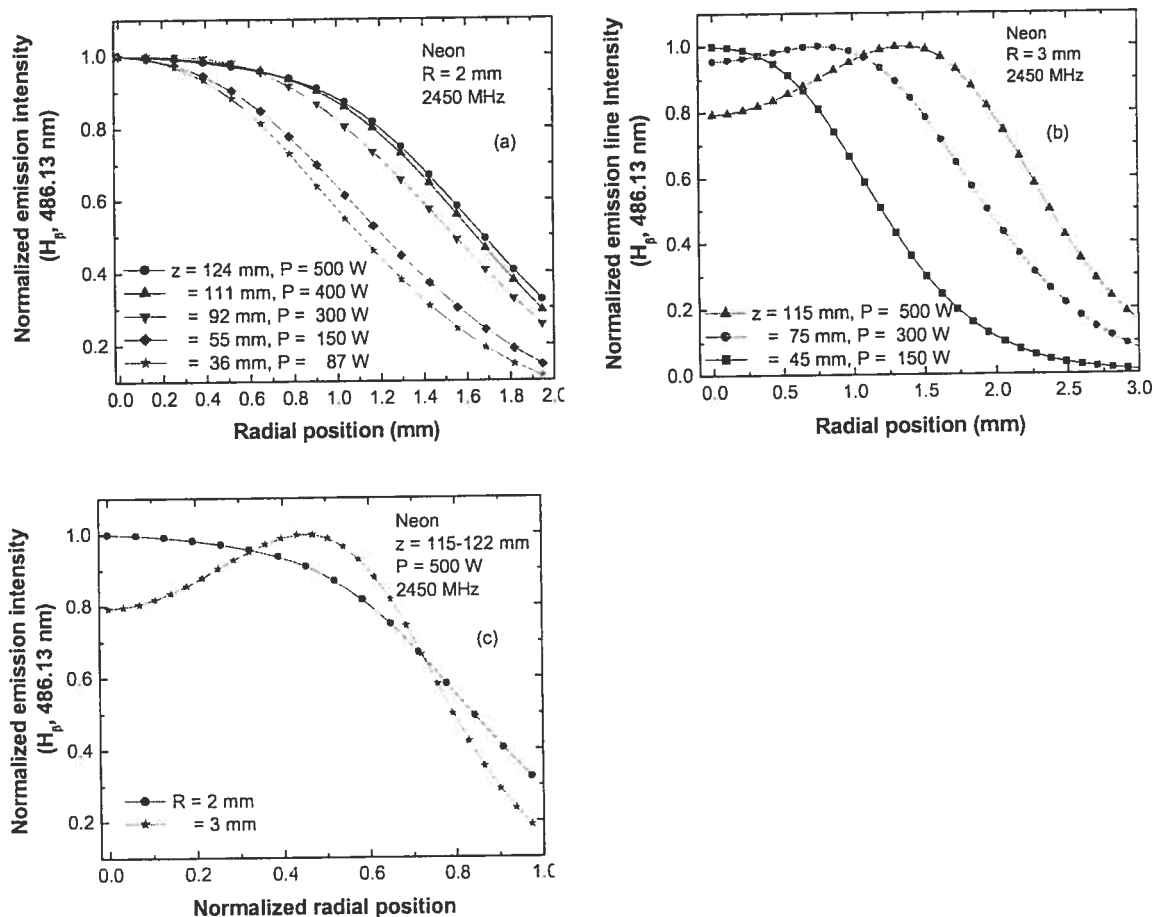 Normalized emission intensity
(Hβ, 486.13 nm)
1.0
0.8
0.6
0.4
0.2
Neon
R = 2 mm
2450 MHz
(a)
z = 124 mm, P = 500 W
= 111 mm, P = 400 W
= 92 mm, P = 300 W
= 55 mm, P = 150 W
= 36 mm, P = 87 W
0.0 0.2 0.4 0.6 0.8 1.0 1.2 1.4 1.6 1.8 2.0
Radial position (mm)
Normalized emission line Intensity
(Hβ, 486.13 nm)
1.0
0.8
0.6
0.4
0.2
0.0
Neon
R = 3 mm
2450 MHz
(b)
z = 115 mm, P = 500 W
= 75 mm, P = 300 W
= 45 mm, P = 150 W
0.0 0.5 1.0 1.5 2.0 2.5 3.0
Radial position (mm)
Normalized emission intensity
(Hβ, 486.13 nm)
1.0
0.8
0.6
0.4
0.2
Neon
z = 115-122 mm
P = 500 W
2450 MHz
(c)
R = 2 mm
= 3 mm
0.0 0.2 0.4 0.6 0.8 1.0
Normalized radial position